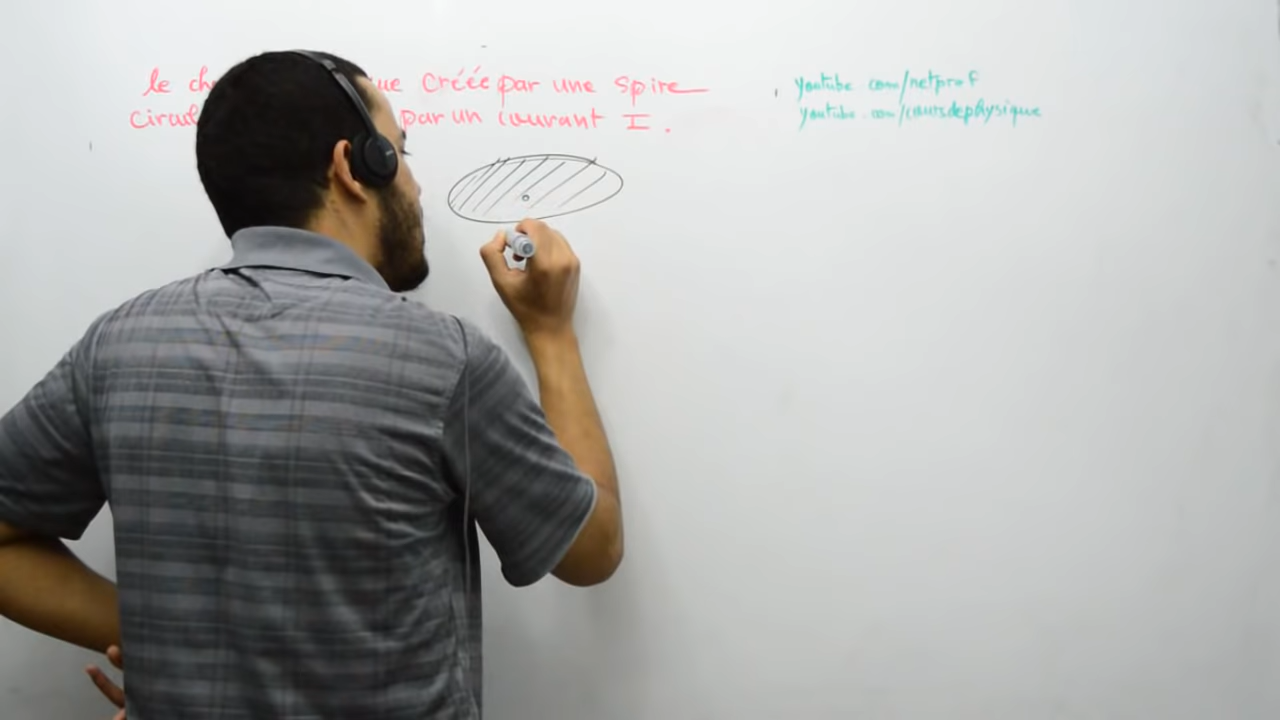 le ch ue créée par une spire
circul par un courant I.
youtube com/netprof
youtube.com/coursdephysique